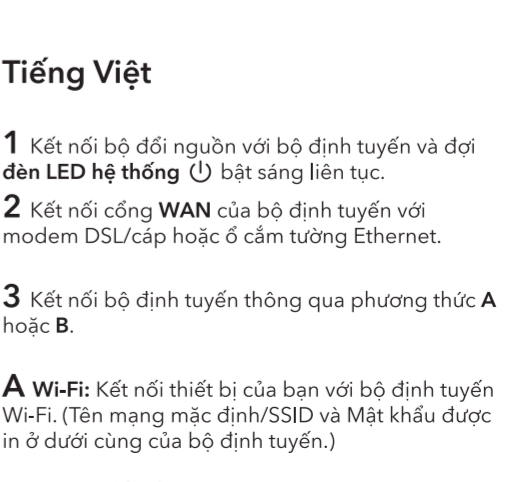 Tiếng Việt
1 Kết nối bộ đổi nguồn với bộ định tuyến và đợi
đèn LED hệ thống ⏻ bật sáng liên tục.
2 Kết nối cổng WAN của bộ định tuyến với
modem DSL/cáp hoặc ổ cắm tường Ethernet.
3 Kết nối bộ định tuyến thông qua phương thức A
hoặc B.
A Wi-Fi: Kết nối thiết bị của bạn với bộ định tuyến
Wi-Fi. (Tên mạng mặc định/SSID và Mật khẩu được
in ở dưới cùng của bộ định tuyến.)